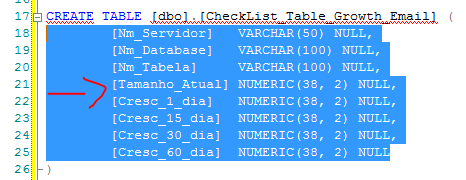 17 CREATE TABLE [dbo].[CheckList_Table_Growth_Email] (
18 [Nm_Servidor] VARCHAR(50) NULL,
19 [Nm_Database] VARCHAR(100) NULL,
20 [Nm_Tabela] VARCHAR(100) NULL,
21 [Tamanho_Atual] NUMERIC(38, 2) NULL,
22 [Cresc_1_dia] NUMERIC(38, 2) NULL,
23 [Cresc_15_dia] NUMERIC(38, 2) NULL,
24 [Cresc_30_dia] NUMERIC(38, 2) NULL,
25 [Cresc_60_dia] NUMERIC(38, 2) NULL
26 )